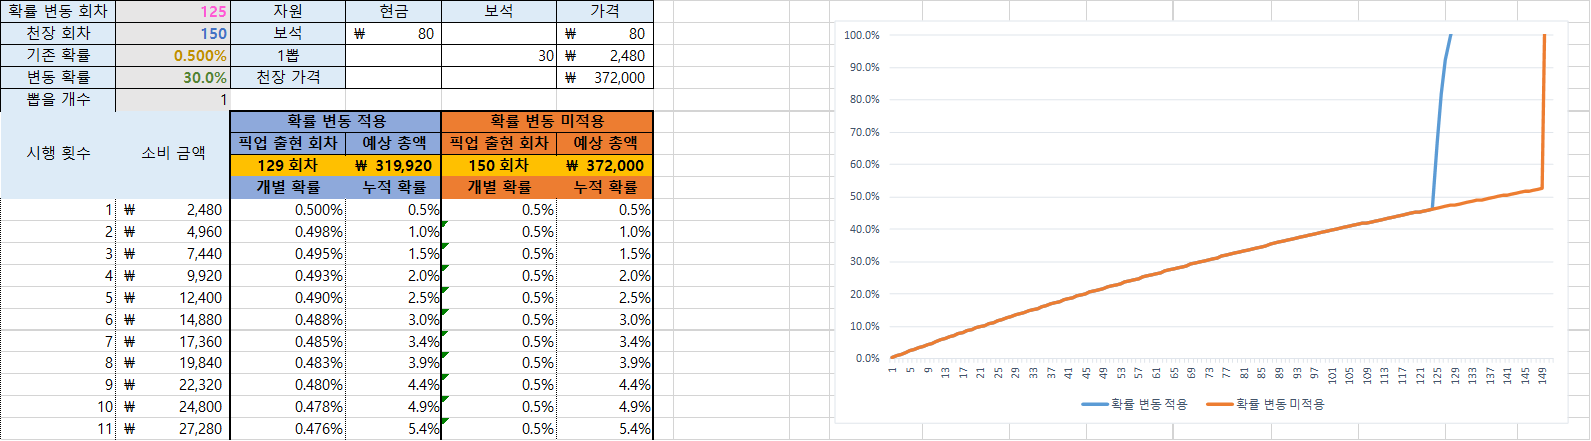 확률 변동 회차 125 자원 현금 보석 가격
천장 회차 150 보석 ₩ 80 ₩ 80
기존 확률 0.500% 1뽑 30 ₩ 2,480
변동 확률 30.0% 천장 가격 ₩ 372,000
뽑을 개수 1
시행 횟수 소비 금액
확률 변동 적용 확률 변동 미적용
픽업 출현 회차 예상 총액 픽업 출현 회차 예상 총액
129 회차 ₩ 319,920 150 회차 ₩ 372,000
개별 확률 누적 확률 개별 확률 누적 확률
1 ₩ 2,480 0.500% 0.5% 0.5% 0.5%
2 ₩ 4,960 0.498% 1.0% 0.5% 1.0%
3 ₩ 7,440 0.495% 1.5% 0.5% 1.5%
4 ₩ 9,920 0.493% 2.0% 0.5% 2.0%
5 ₩ 12,400 0.490% 2.5% 0.5% 2.5%
6 ₩ 14,880 0.488% 3.0% 0.5% 3.0%
7 ₩ 17,360 0.485% 3.4% 0.5% 3.4%
8 ₩ 19,840 0.483% 3.9% 0.5% 3.9%
9 ₩ 22,320 0.480% 4.4% 0.5% 4.4%
10 ₩ 24,800 0.478% 4.9% 0.5% 4.9%
11 ₩ 27,280 0.476% 5.4% 0.5% 5.4%
100.0%
90.0%
80.0%
70.0%
60.0%
50.0%
40.0%
30.0%
20.0%
10.0%
0.0%
1 5 9 13 17 21 25 29 33 37 41 45 49 53 57 61 65 69 73 77 81 85 89 93 97 101 105 109 113 117 121 125 129 133 137 141 145 149
확률 변동 적용 확률 변동 미적용